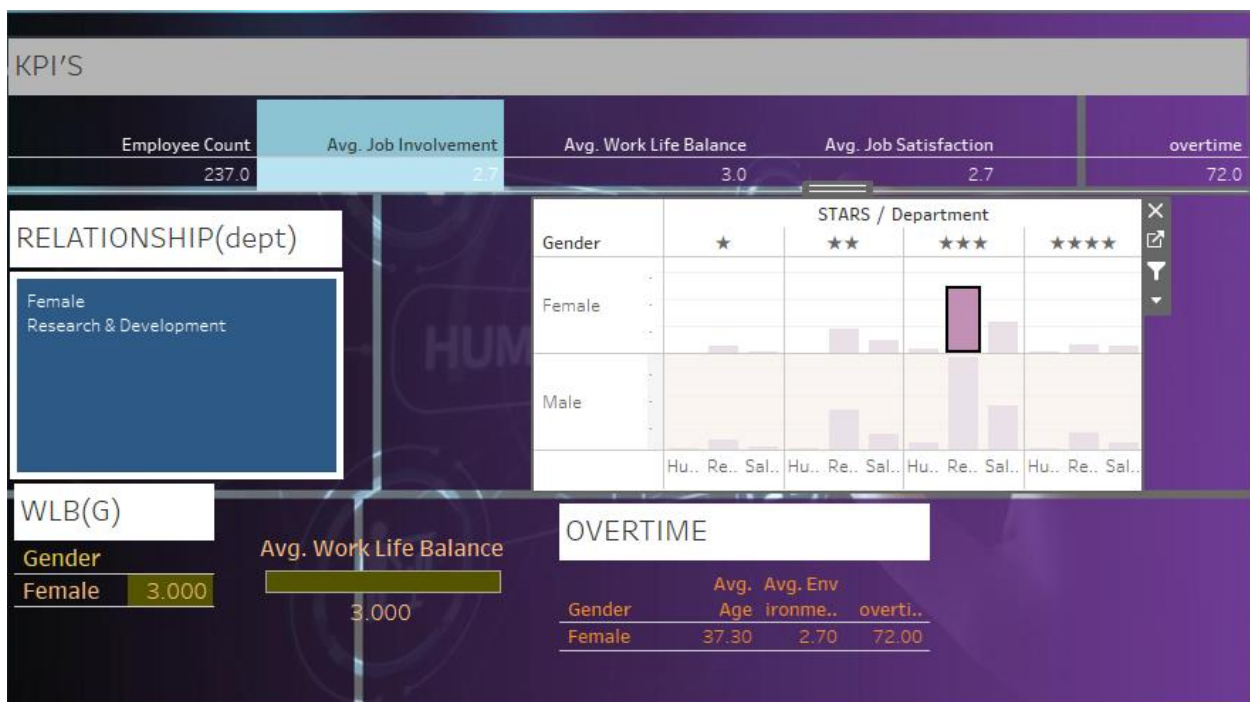 KPI'S
Employee Count Avg. Job Involvement Avg. Work Life Balance Avg. Job Satisfaction overtime
237.0 2.7 3.0 2.7 72.0
RELATIONSHIP(dept)
Female
Research & Development
STARS / Department
Gender ★ ★★ ★★★ ★★★★
Female
Male
Hu.. Re.. Sal.. Hu.. Re.. Sal.. Hu.. Re.. Sal.. Hu.. Re.. Sal..
HUM
WLB(G)
Gender
Female 3.000
Avg. Work Life Balance
3.000
OVERTIME
Avg. Avg. Env
Gender Age ironme.. overti..
Female 37.30 2.70 72.00